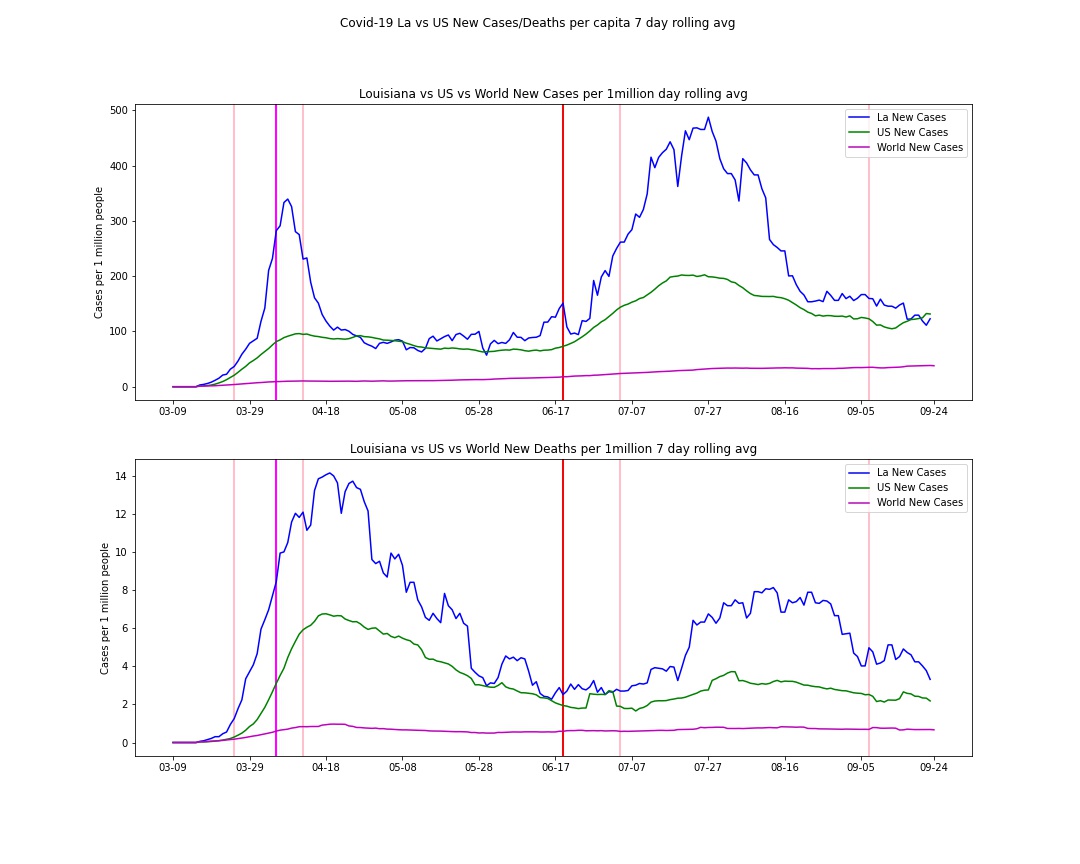 Covid-19 La vs US New Cases/Deaths per capita 7 day rolling avg
Louisiana vs US vs World New Cases per 1million day rolling avg
500
400
300
200
100
0
Cases per 1 million people
La New Cases
US New Cases
World New Cases
03-09 03-29 04-18 05-08 05-28 06-17 07-07 07-27 08-16 09-05 09-24
Louisiana vs US vs World New Deaths per 1million 7 day rolling avg
14
12
10
8
6
4
2
0
Cases per 1 million people
La New Cases
US New Cases
World New Cases
03-09 03-29 04-18 05-08 05-28 06-17 07-07 07-27 08-16 09-05 09-24